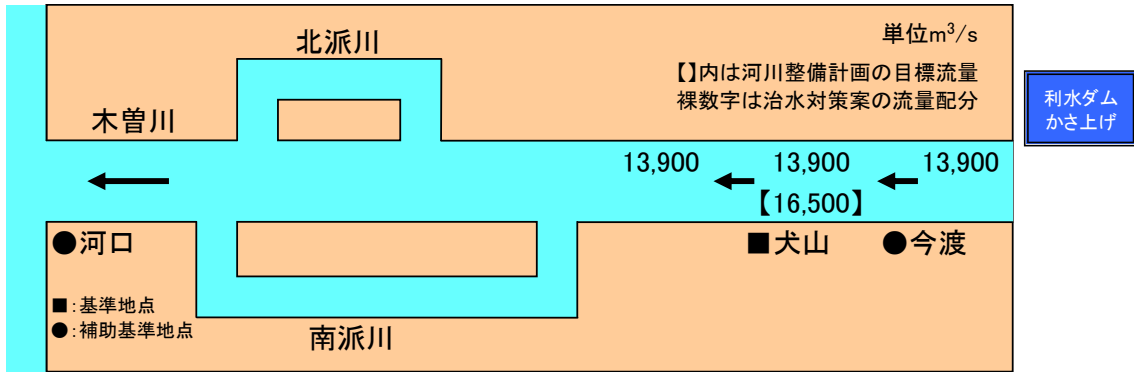 北派川
単位m³/s
【】内は河川整備計画の目標流量
裸数字は治水対策案の流量配分
利水ダム
かさ上げ
木曽川
13,900 13,900 13,900
【16,500】
●河口
■犬山
●今渡
■:基準地点
●:補助基準地点
南派川